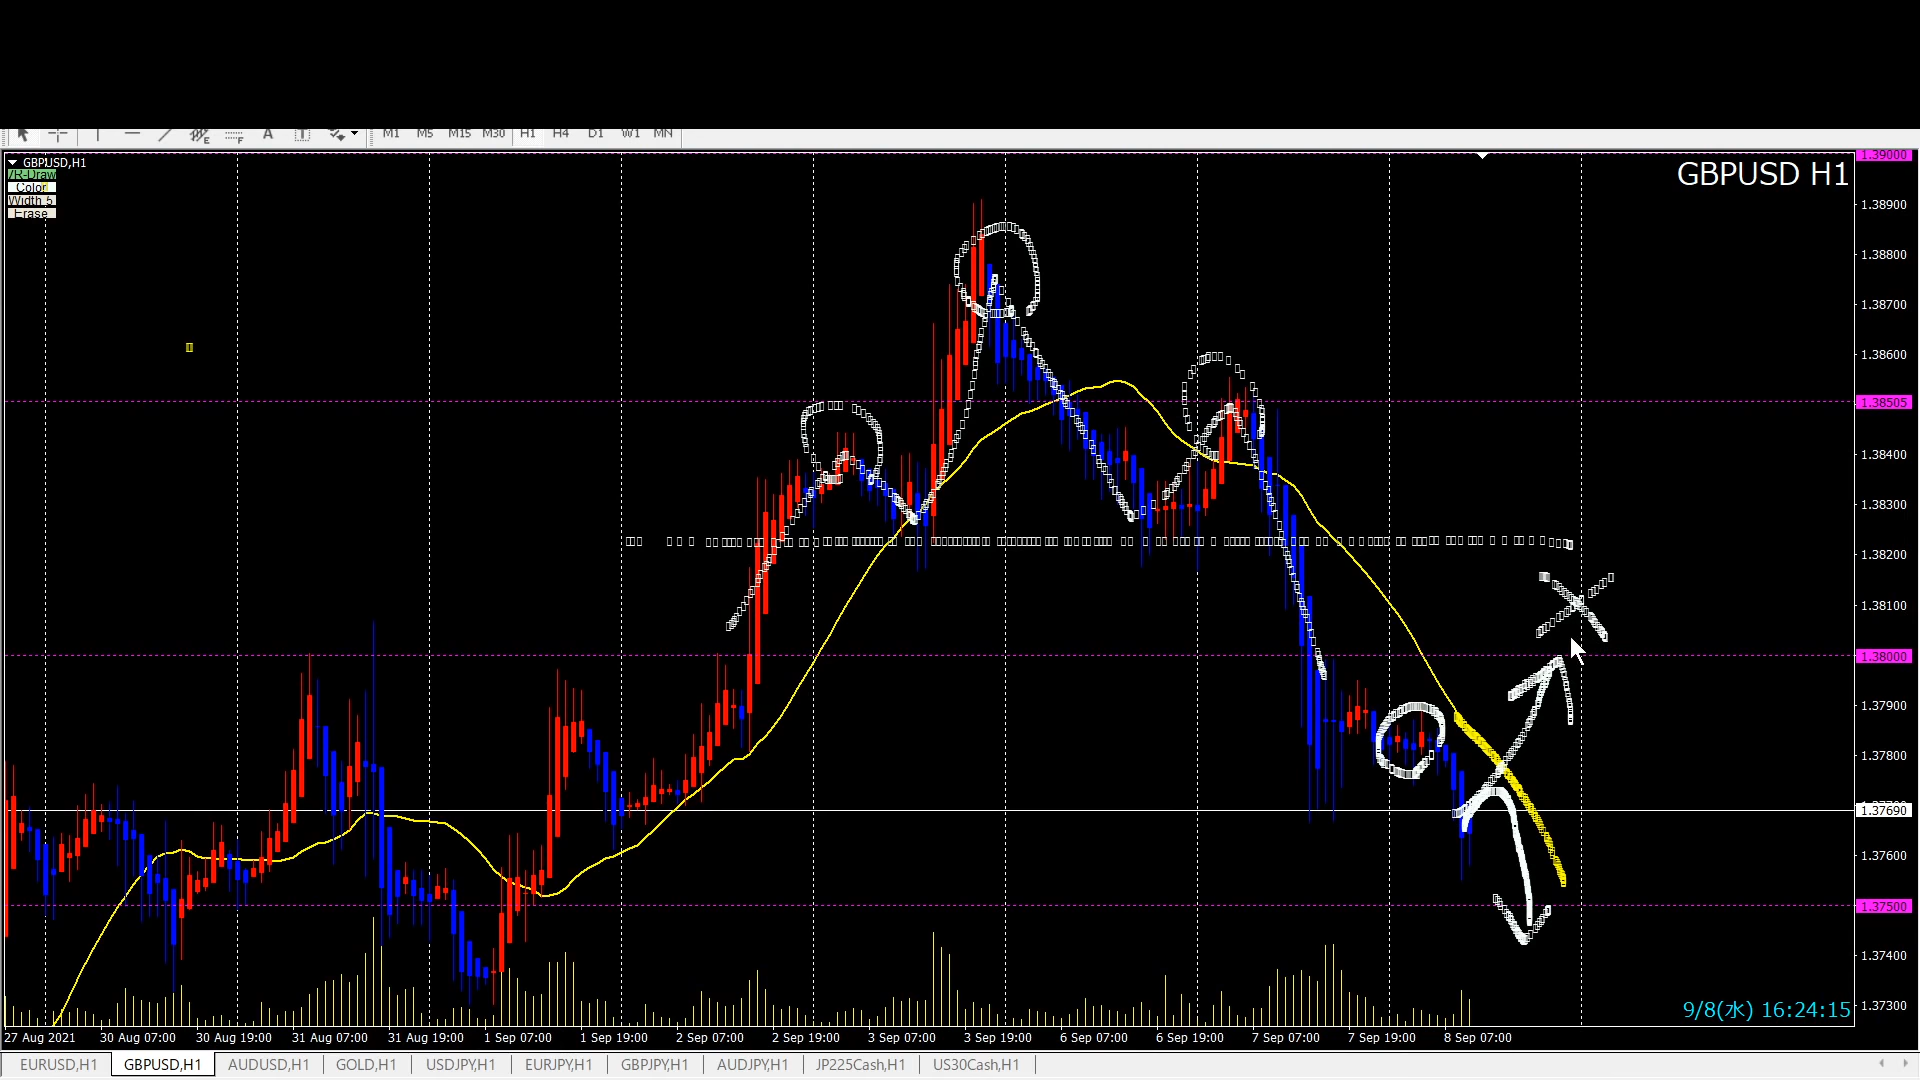 A T
M1 M5 M15 M30 H1 H4 D1 W1 MN
GBPUSD,H1
/R-Draw
Color
Width 5
Erase
GBPUSD H1
1.39000
1.38900
1.38800
1.38700
1.38600
1.38505
1.38400
1.38300
1.38200
1.38100
1.38000
1.37900
1.37800
1.37690
1.37600
1.37500
1.37400
1.37300
9/8(水) 16:24:15
27 Aug 2021 30 Aug 07:00 30 Aug 19:00 31 Aug 07:00 31 Aug 19:00 1 Sep 07:00 1 Sep 19:00 2 Sep 07:00 2 Sep 19:00 3 Sep 07:00 3 Sep 19:00 6 Sep 07:00 6 Sep 19:00 7 Sep 07:00 7 Sep 19:00 8 Sep 07:00
EURUSD,H1 GBPUSD,H1 AUDUSD,H1 GOLD,H1 USDJPY,H1 EURJPY,H1 GBPJPY,H1 AUDJPY,H1 JP225Cash,H1 US30Cash,H1